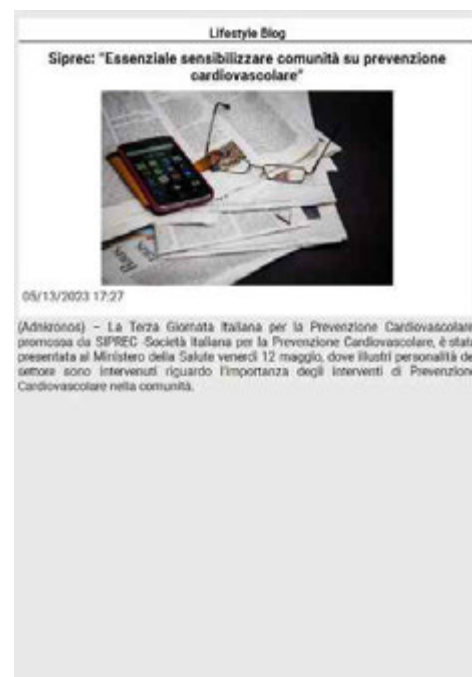 Lifestyle Blog
Siprec: "Essenziale sensibilizzare comunità su prevenzione
cardiovascolare"
05/13/2023 17:27
(Adnkronos) – La Terza Giornata Italiana per la Prevenzione Cardiovascolare
promossa da SIPREC -Società Italiana per la Prevenzione Cardiovascolare, è stata
presentata al Ministero della Salute venerdì 12 maggio, dove illustri personalità del
settore sono intervenuti riguardo l'importanza degli interventi di Prevenzione
Cardiovascolare nella comunità.